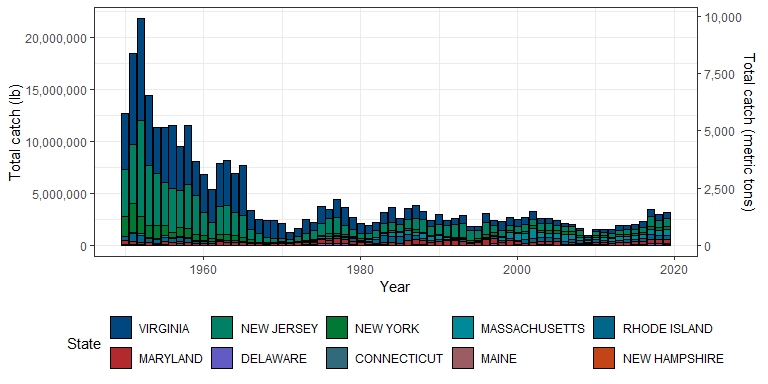 20,000,000
15,000,000
10,000,000
5,000,000
0
Total catch (lb)
10,000
7,500
5,000
2,500
0
Total catch (metric tons)
1960 1980 2000 2020
Year
State
VIRGINIA NEW JERSEY NEW YORK MASSACHUSETTS RHODE ISLAND
MARYLAND DELAWARE CONNECTICUT MAINE NEW HAMPSHIRE